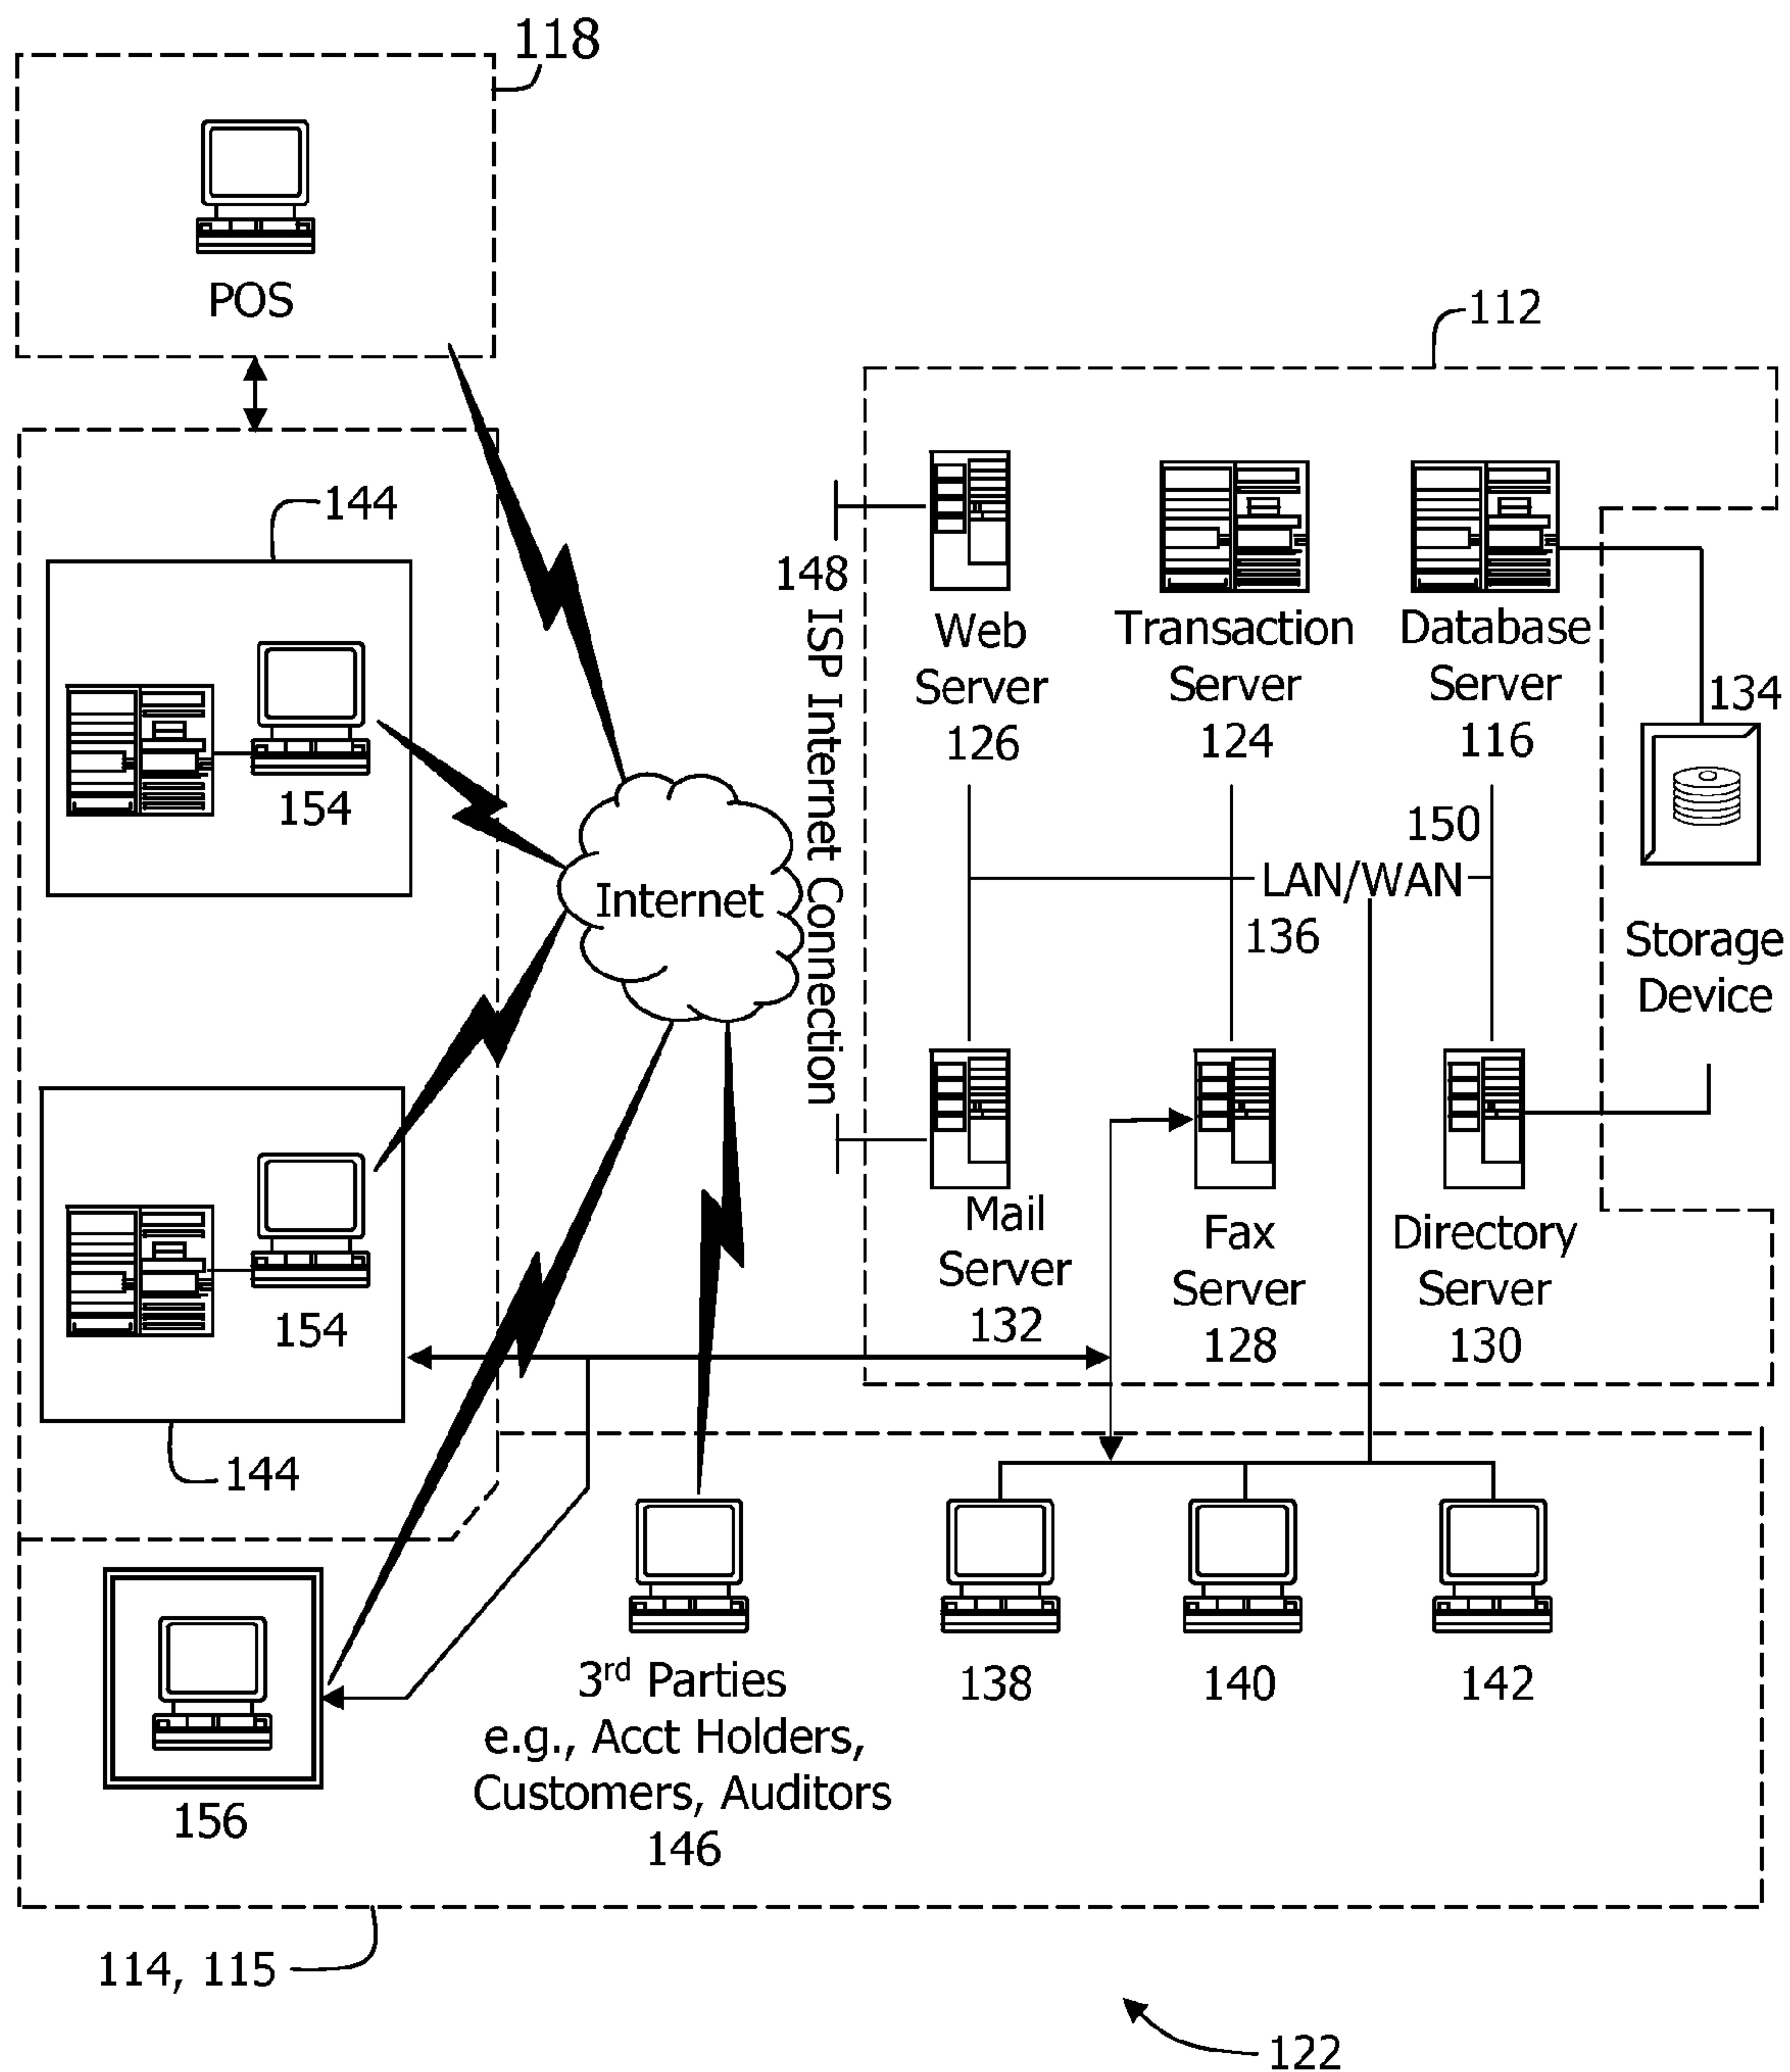 118
POS
112
144
148
ISP Internet Connection
Web
Server
126
Transaction
Server
124
Database
Server
116
134
154
150
LAN/WAN
136
Internet
Storage
Device
154
Mail
Server
132
Fax
Server
128
Directory
Server
130
144
3rd Parties
e.g., Acct Holders,
Customers, Auditors
146
138
140
142
156
114, 115
122